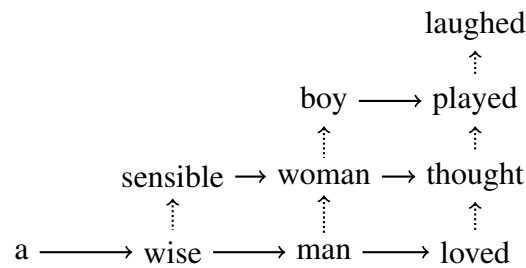 laughed
boy played
sensible woman thought
a wise man loved